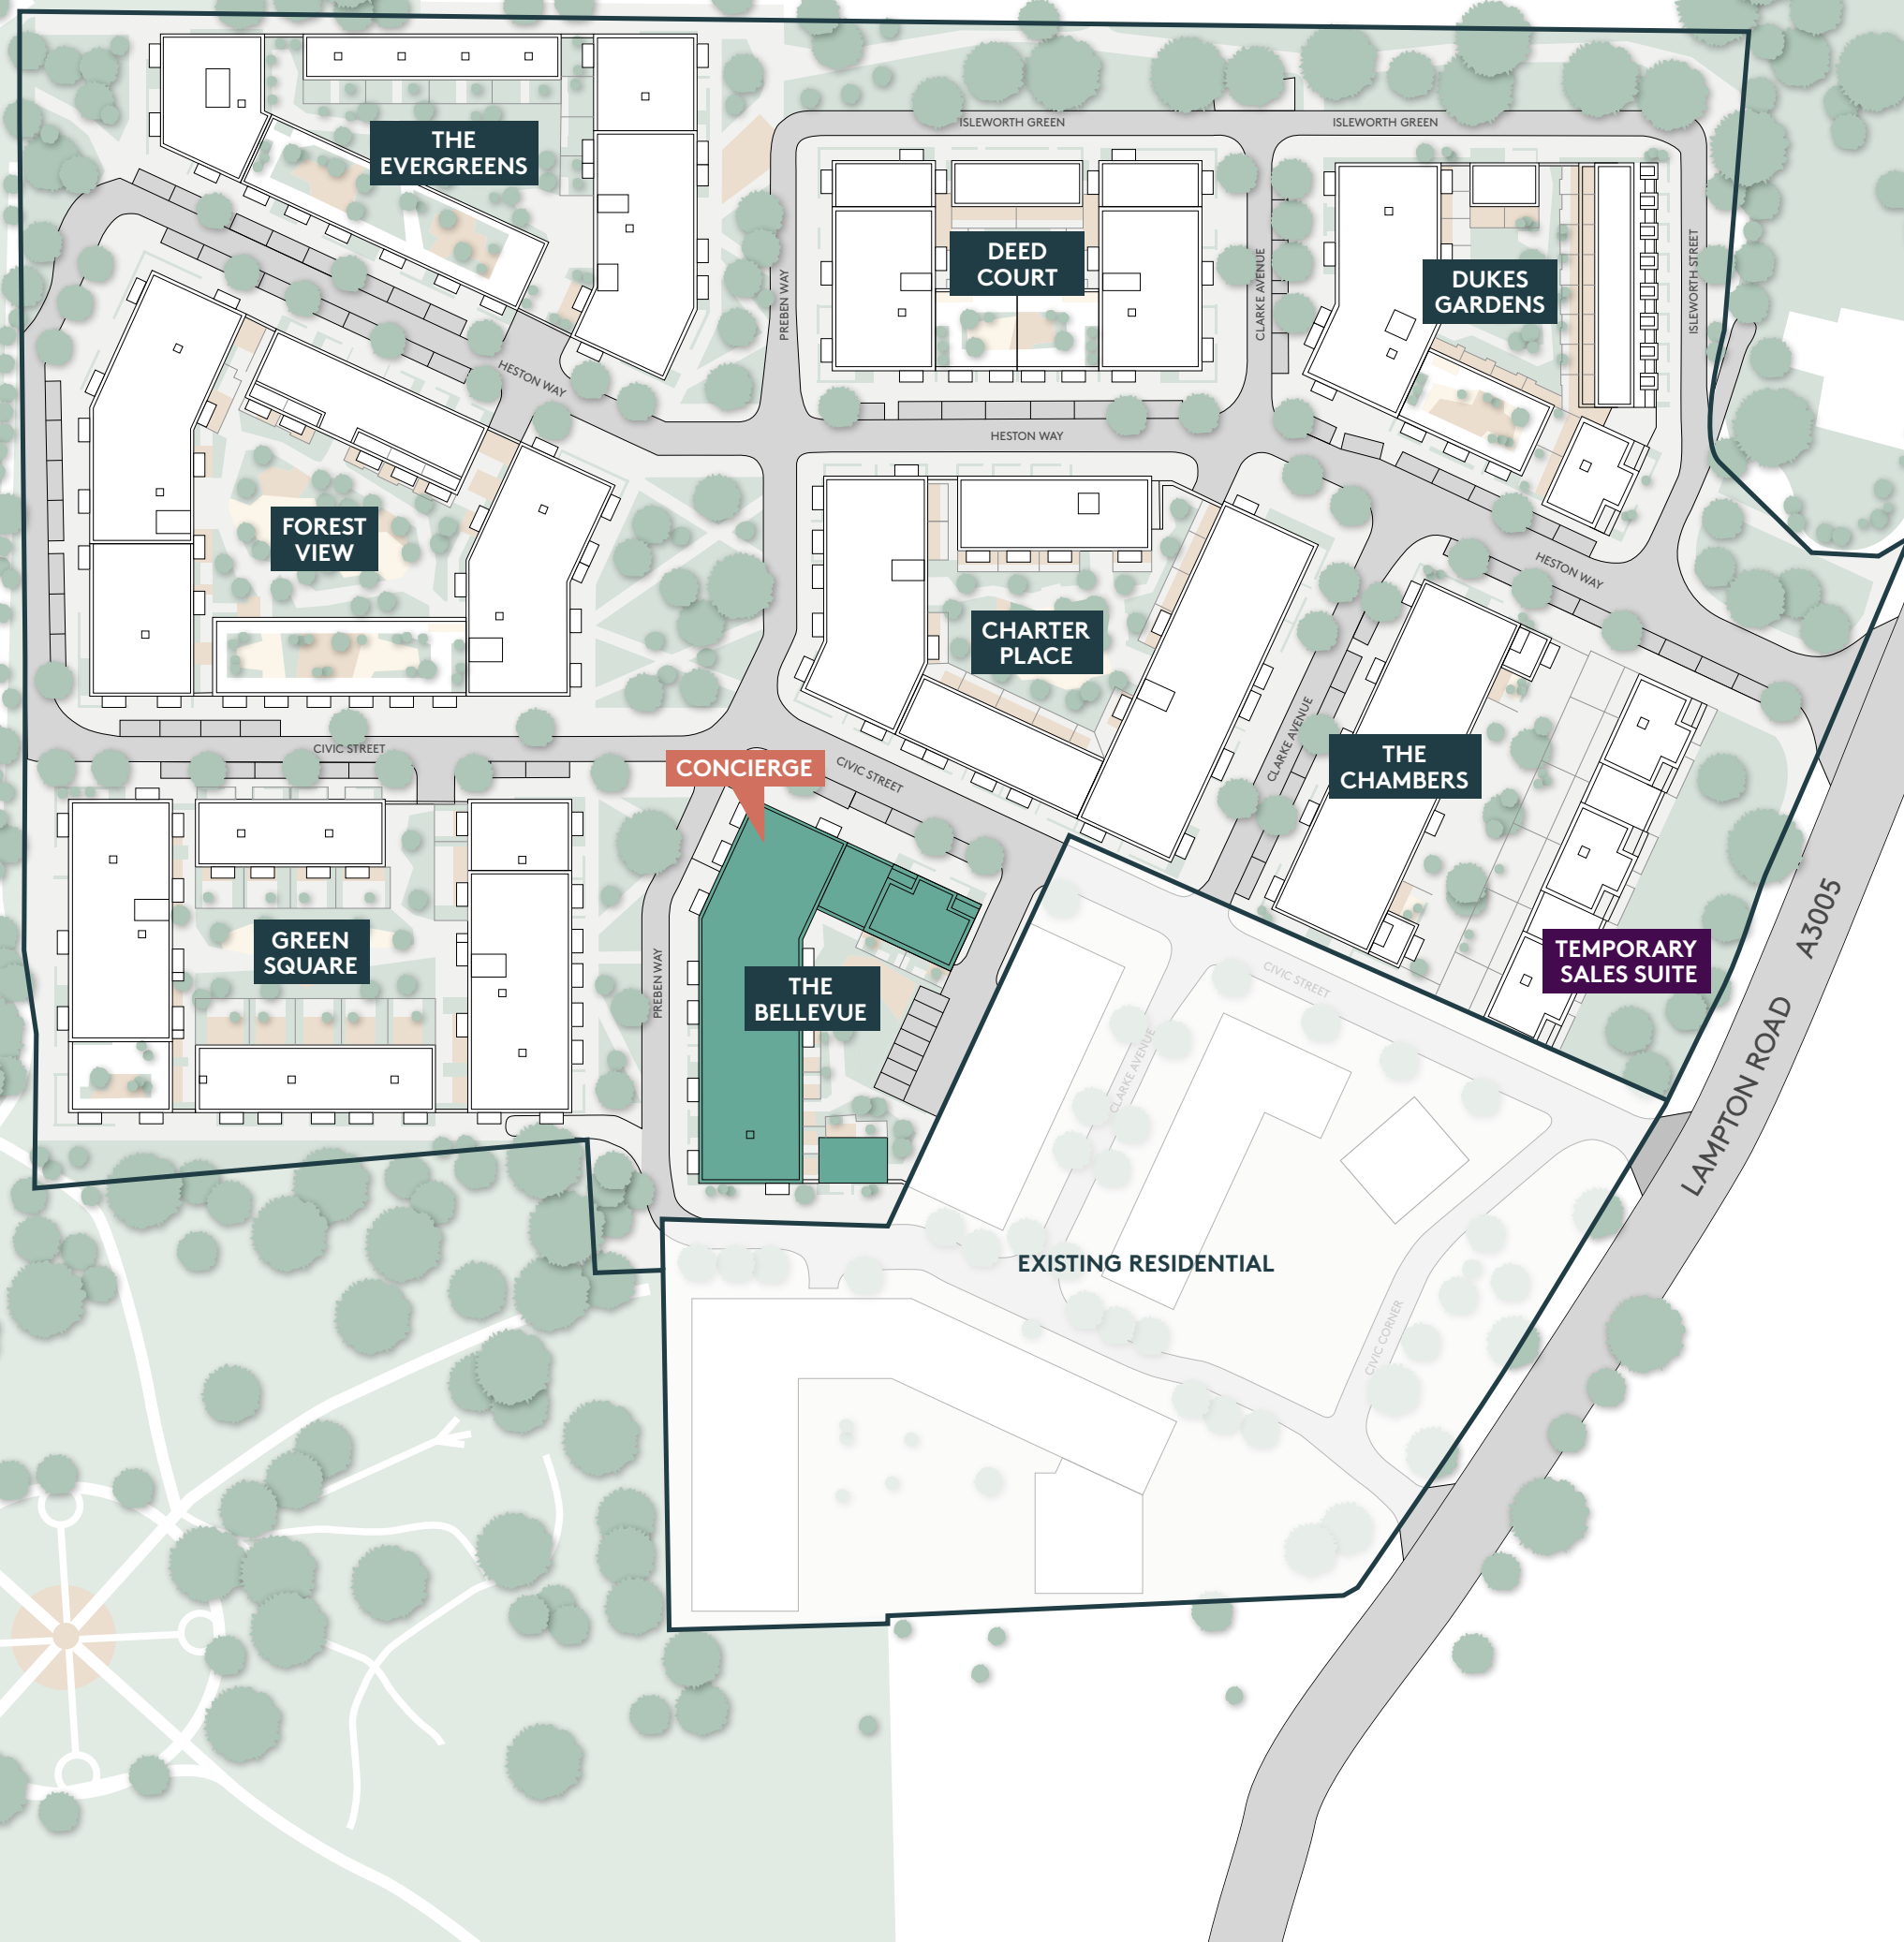 ISLEWORTH GREEN
ISLEWORTH GREEN
THE
EVERGREENS
DEED
COURT
DUKES
GARDENS
PREBEN WAY
CLARKE AVENUE
ISLEWORTH STREET
HESTON WAY
HESTON WAY
FOREST
VIEW
HESTON WAY
CHARTER
PLACE
CLARKE AVENUE
CIVIC STREET
CONCIERGE
CIVIC STREET
THE
CHAMBERS
GREEN
SQUARE
PREBEN WAY
THE
BELLEVUE
CIVIC STREET
TEMPORARY
SALES SUITE
CLARKE AVENUE
LAMPTON ROAD A3005
EXISTING RESIDENTIAL
CIVIC CORNER